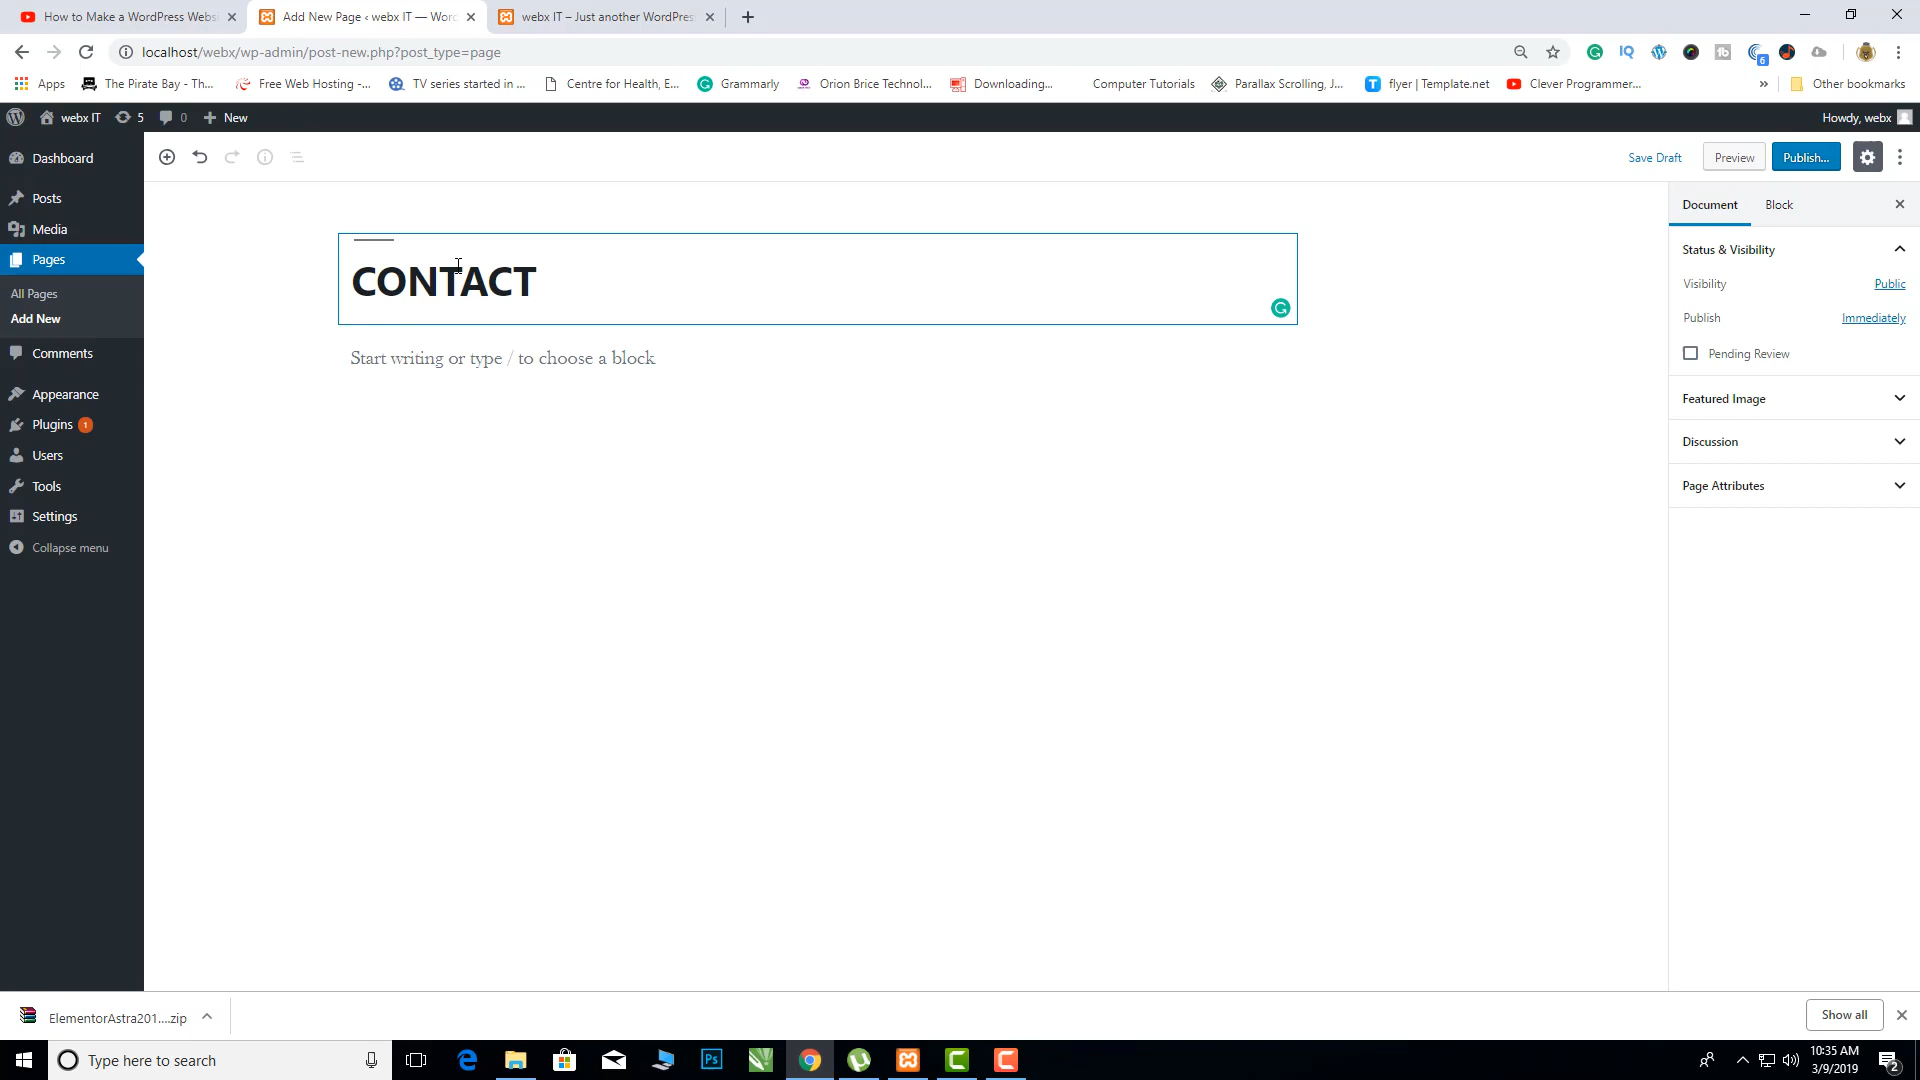 How to Make a WordPress Websi
Add New Page ‹ webx IT — Word
webx IT – Just another WordPres
localhost/webx/wp-admin/post-new.php?post_type=page
6
Apps
The Pirate Bay - Th...
Free Web Hosting -...
TV series started in ...
Centre for Health, E...
Grammarly
Orion Brice Technol...
Downloading...
Computer Tutorials
Parallax Scrolling, J...
flyer | Template.net
Clever Programmer...
»
Other bookmarks
webx IT
5
0
New
Howdy, webx
Dashboard
Posts
Media
Pages
All Pages
Add New
Comments
Appearance
Plugins 1
Users
Tools
Settings
Collapse menu
Save Draft
Preview
Publish...
CONTACT
Start writing or type / to choose a block
Document
Block
Status & Visibility
Visibility
Public
Publish
Immediately
Pending Review
Featured Image
Discussion
Page Attributes
ElementorAstra201....zip
Show all
Type here to search
Ps
10:35 AM
3/9/2019
2